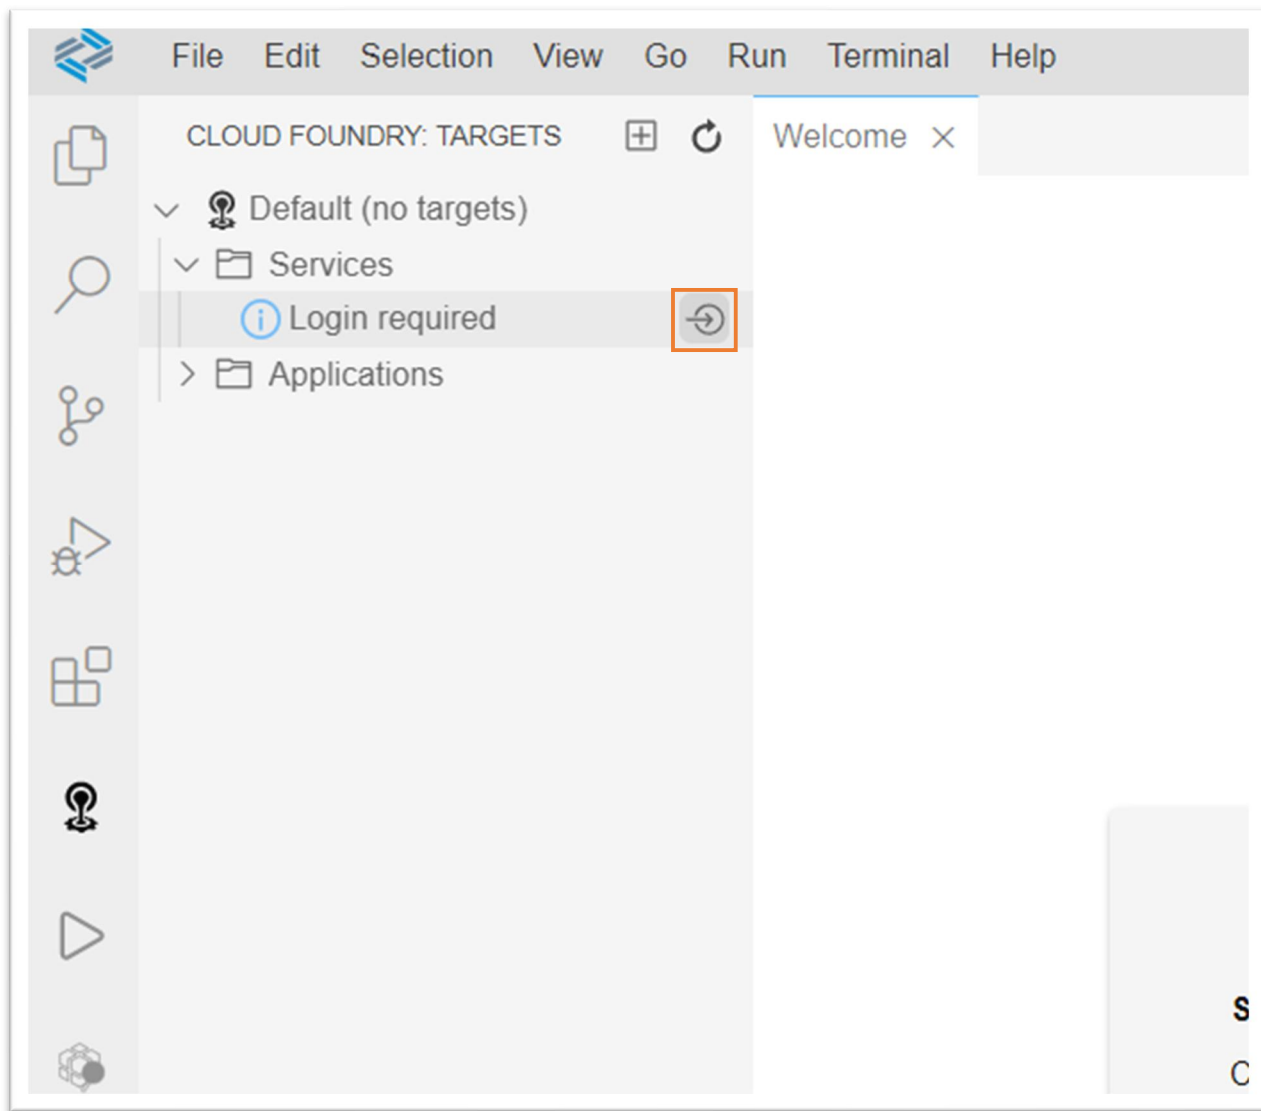 File Edit Selection View Go Run Terminal Help
CLOUD FOUNDRY: TARGETS
Welcome
Default (no targets)
Services
Login required
Applications